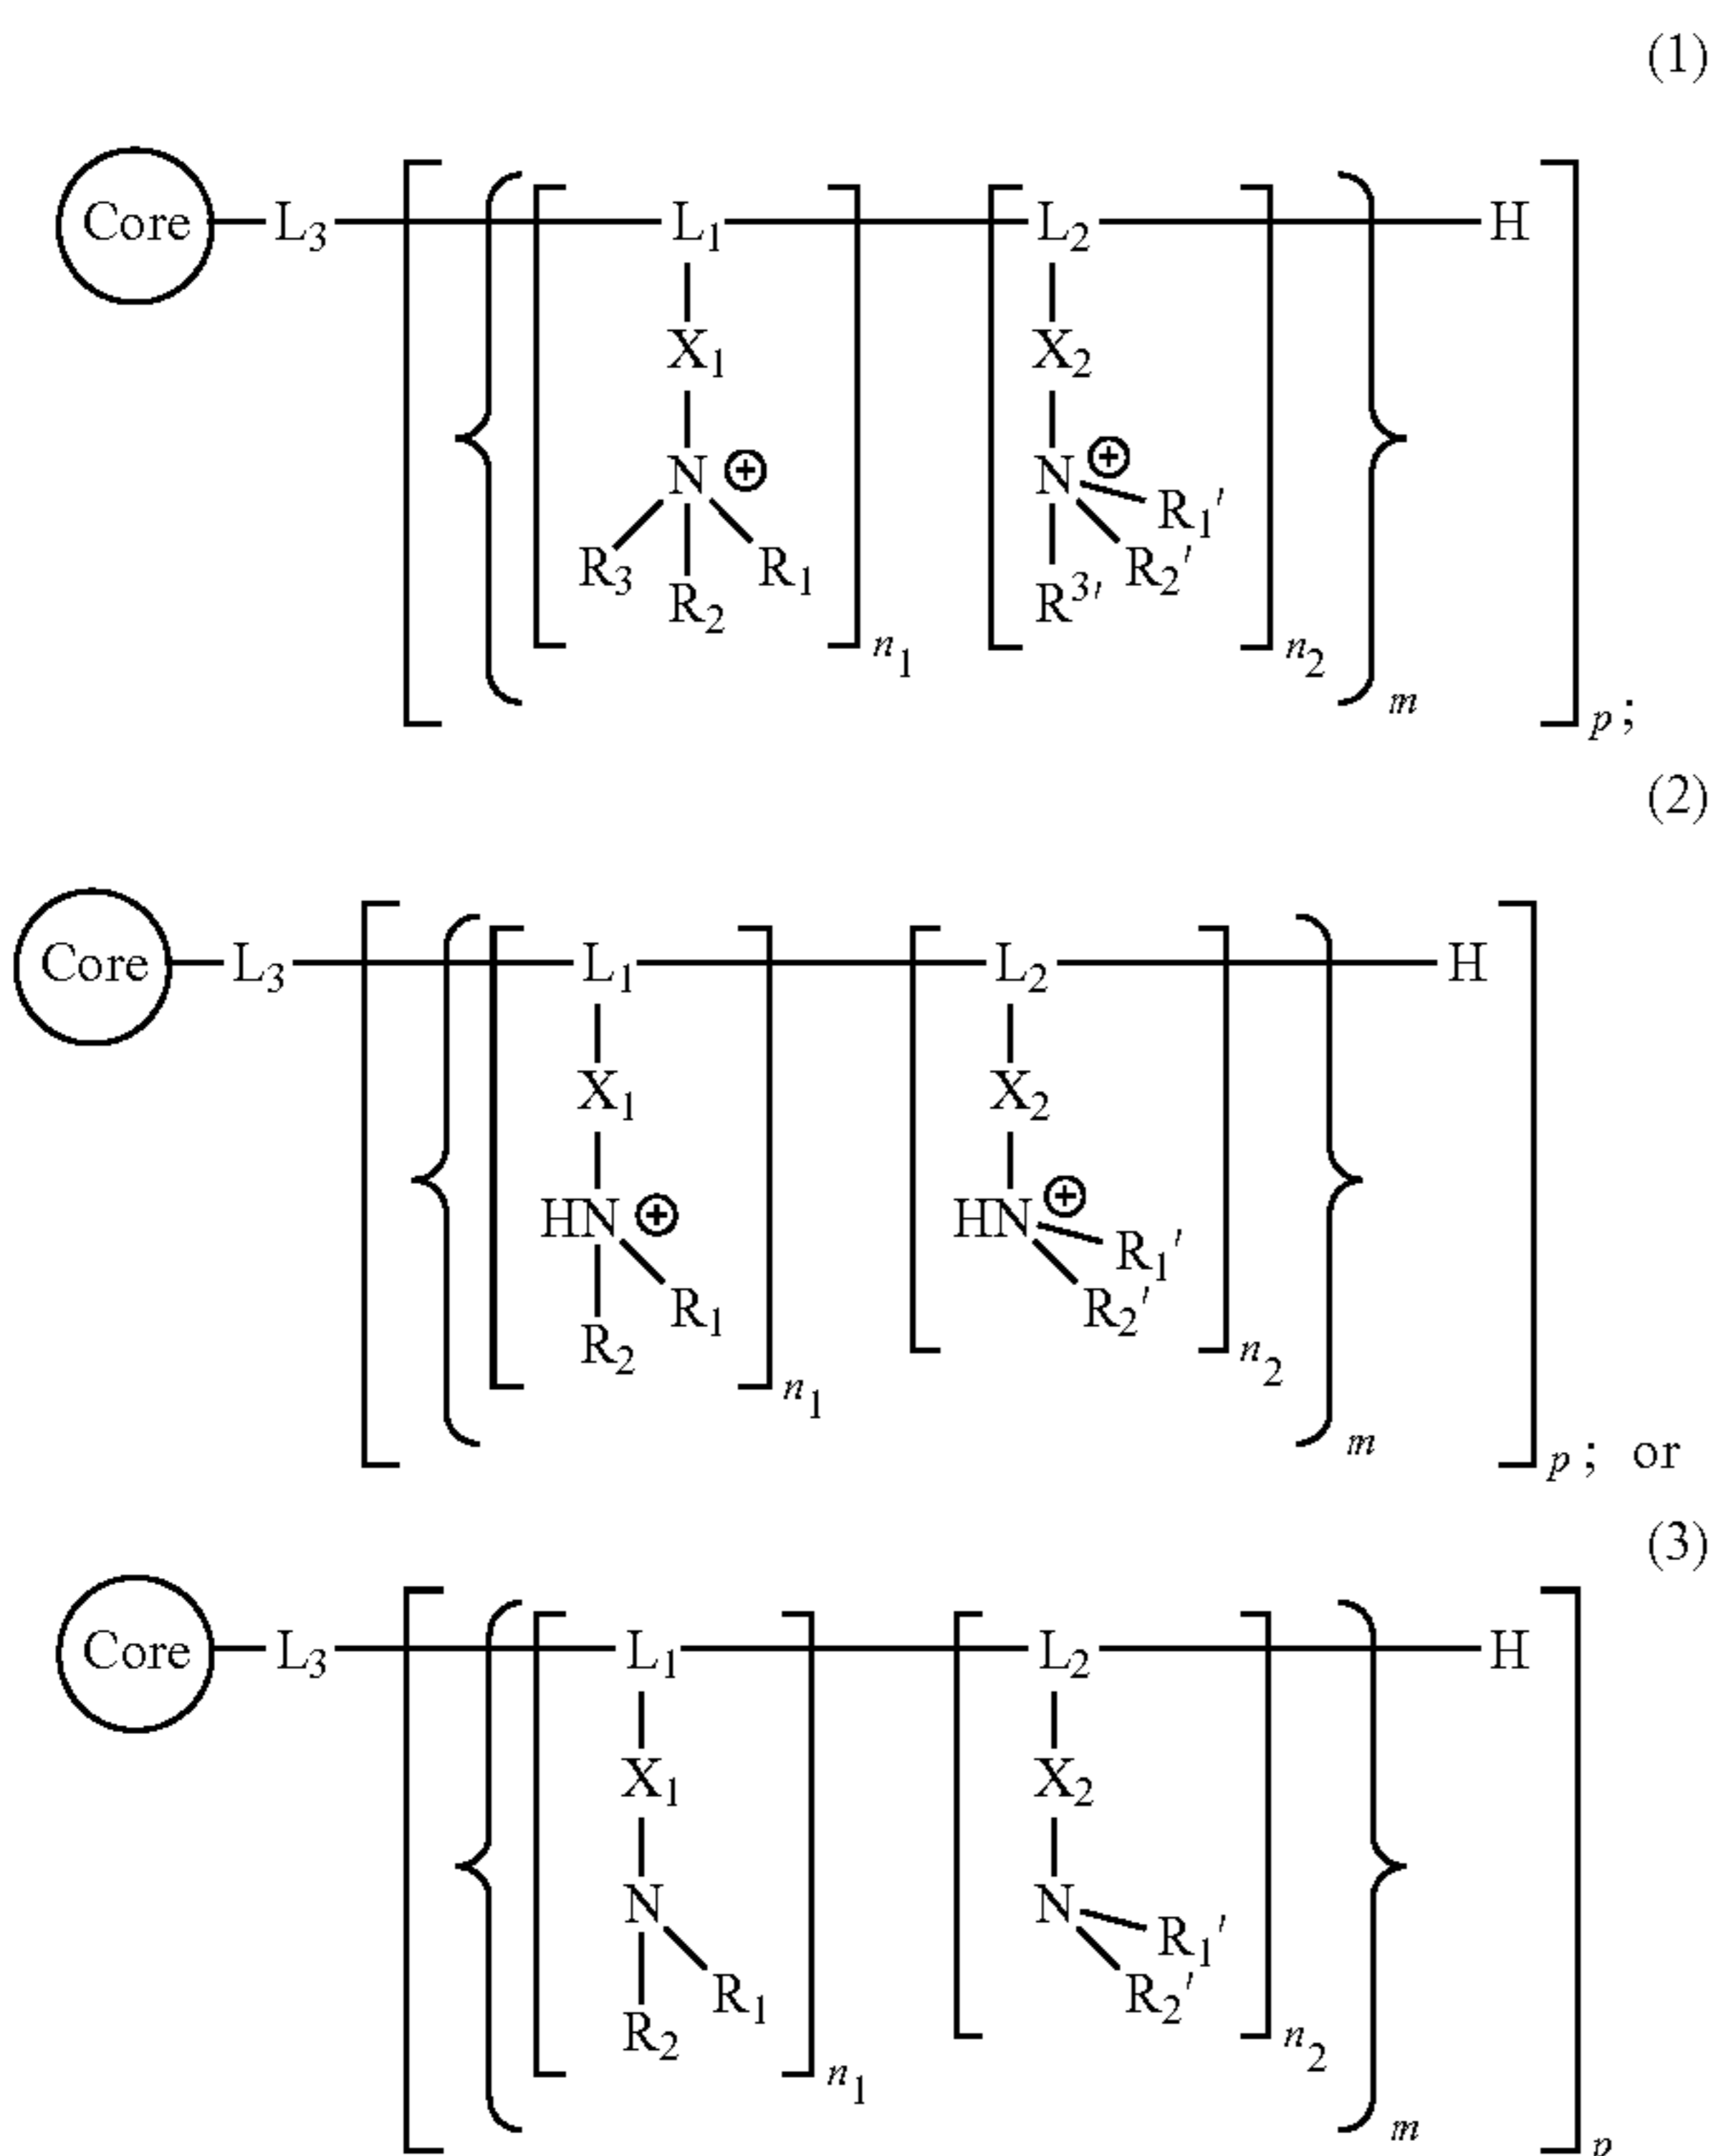 (1)
Core L₃ L₁ L₂ H
X₁ X₂
N ⊕ N ⊕
R₁′
R₃ R₁ R₂′
R₂ R³′
n₁ n₂
m
p;
(2)
Core L₃ L₁ L₂ H
X₁ X₂
HN ⊕ HN ⊕
R₁′
R₁ R₂′
R₂
n₂
n₁
m
p; or
(3)
Core L₃ L₁ L₂ H
X₁ X₂
N N
R₁′
R₁ R₂′
R₂
n₂
n₁
m
p